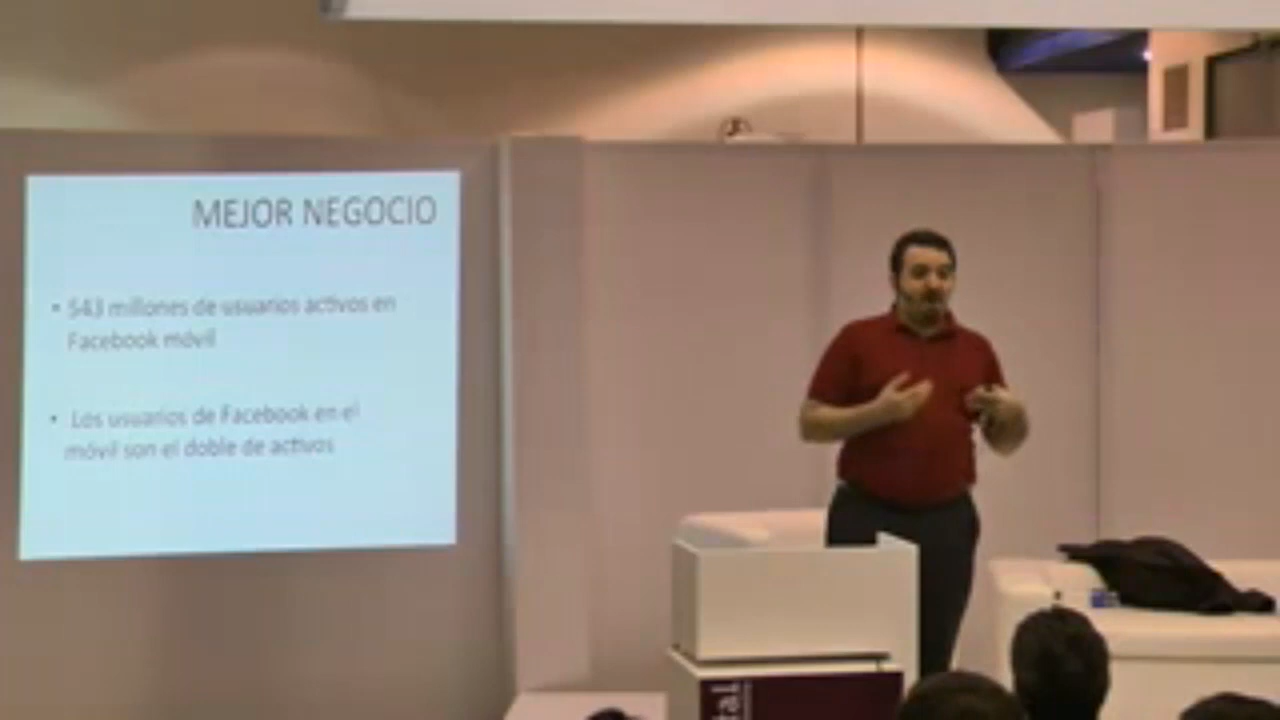 MEJOR NEGOCIO
• 543 millones de usuarios activos en
Facebook móvil
• Los usuarios de Facebook en el
móvil son el doble de activos
tal